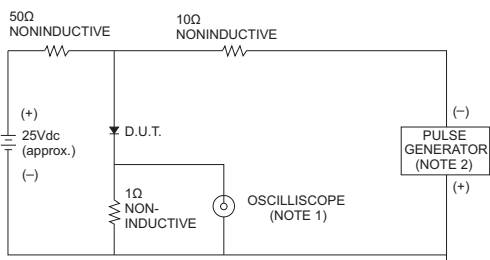 50Ω
NONINDUCTIVE
10Ω
NONINDUCTIVE
(+)
25Vdc
(approx.)
(–)
D.U.T.
1Ω
NON-
INDUCTIVE
OSCILLISCOPE
(NOTE 1)
(–)
PULSE
GENERATOR
(NOTE 2)
(+)